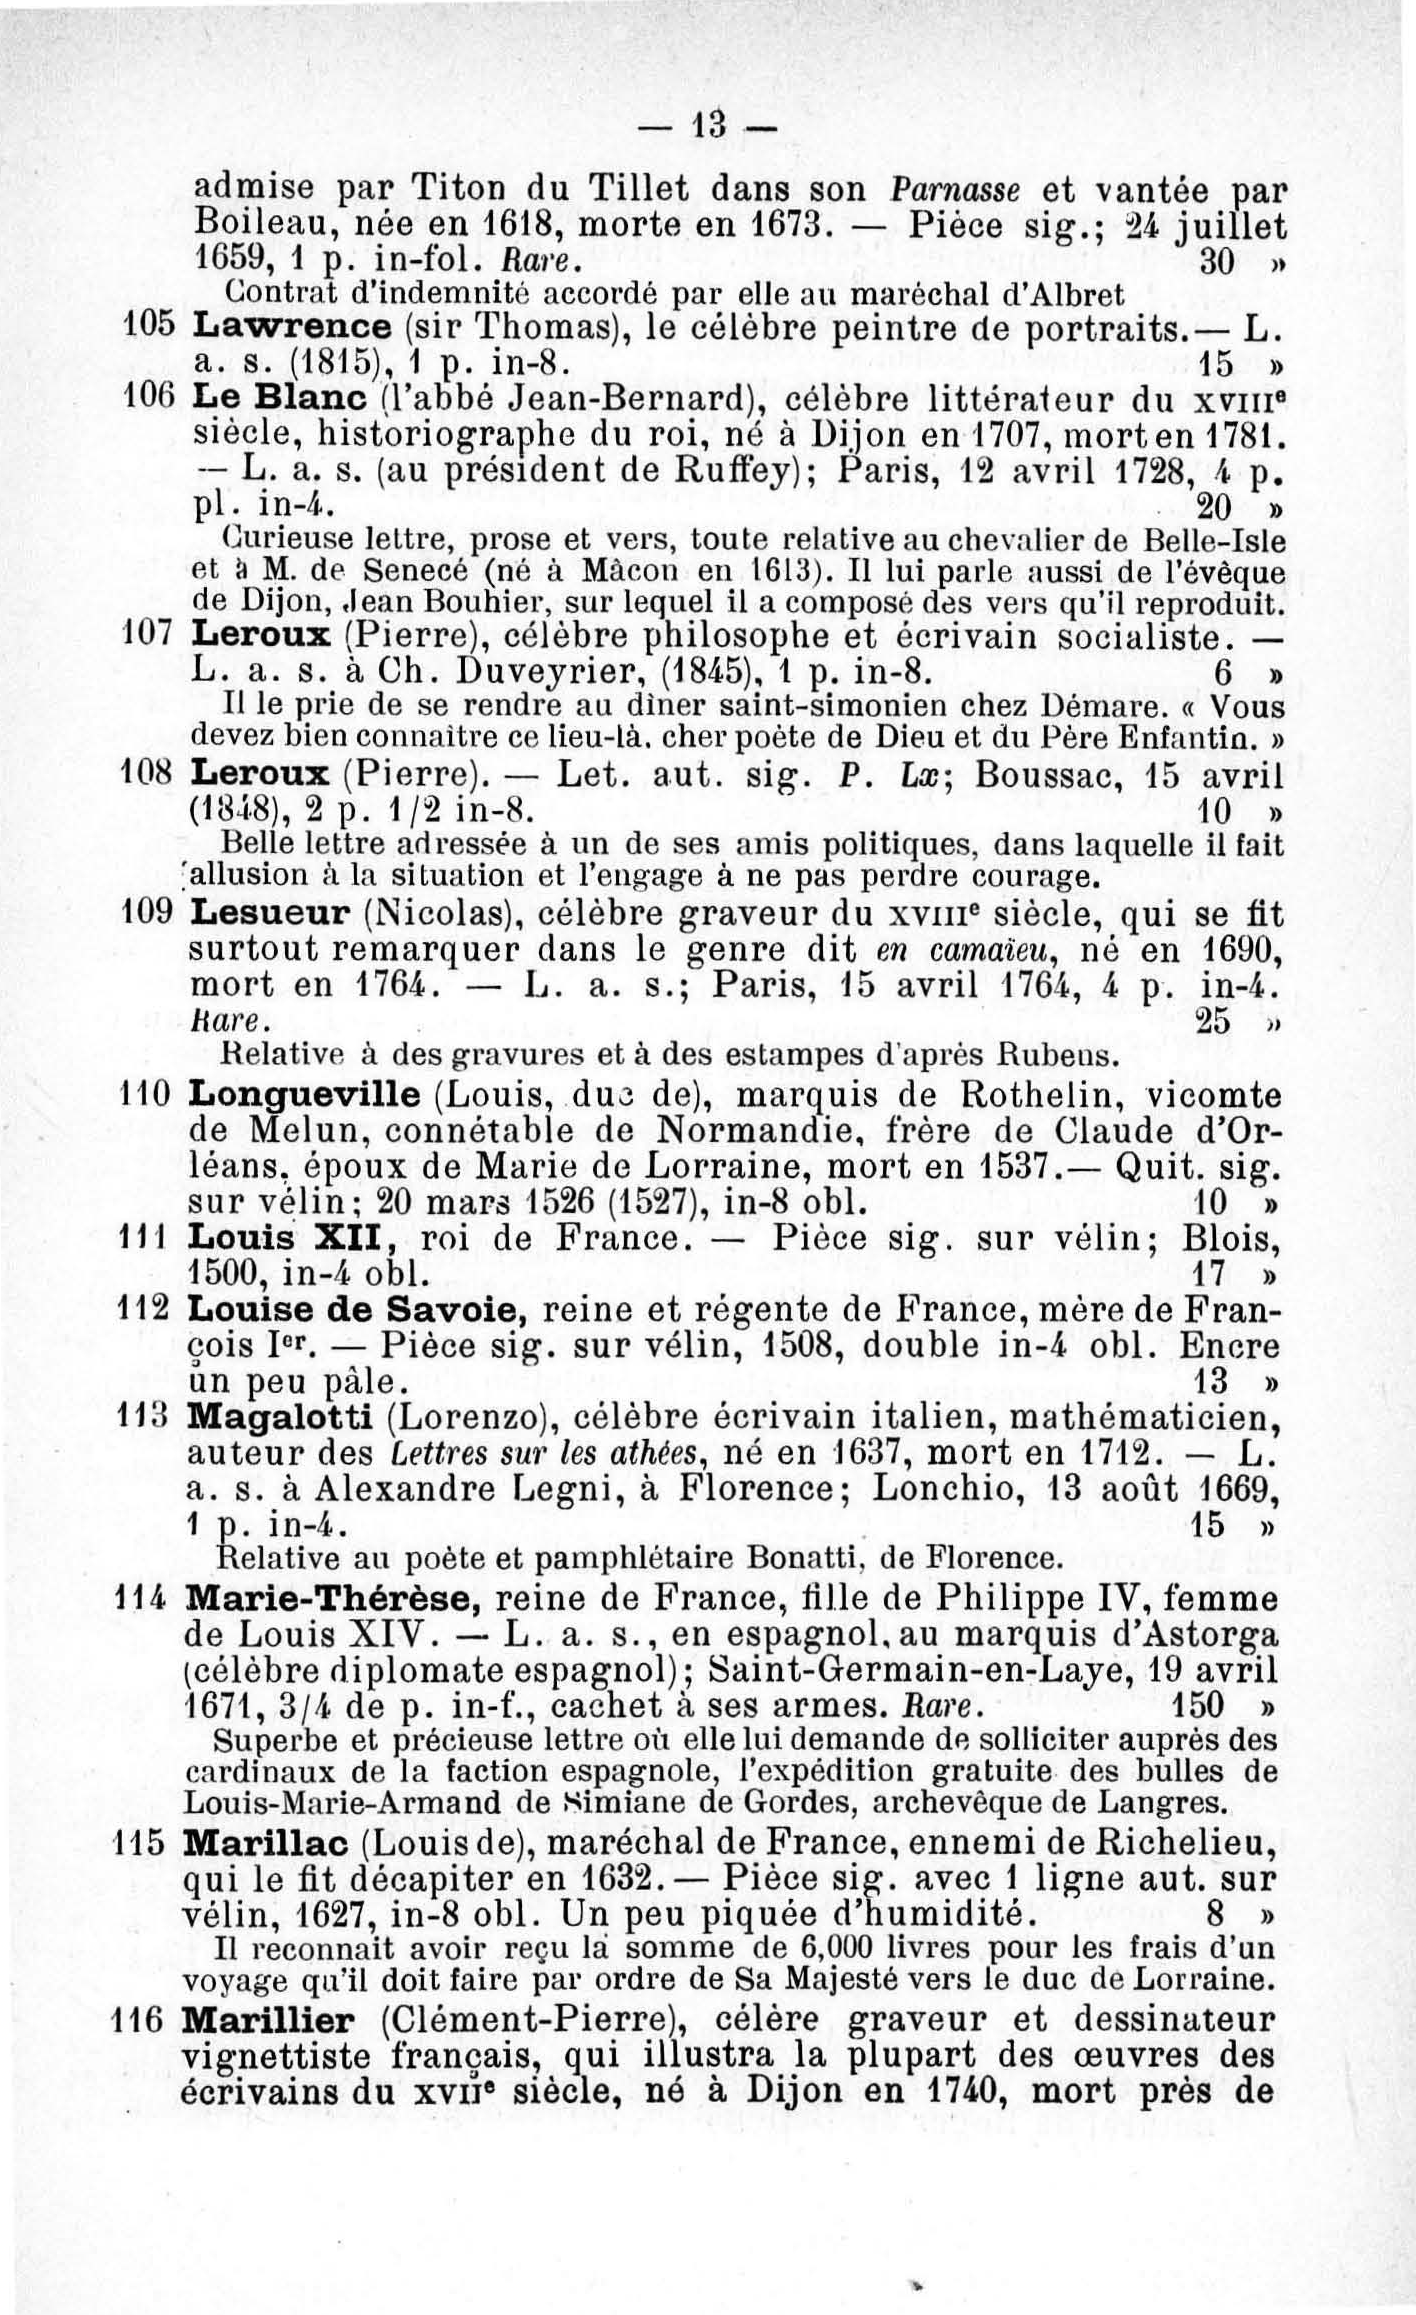 — 13 —
admise par Titon du Tillet dans son Parnasse et vantée par
Boileau, née en 1618, morte en 1673. — Pièce sig.; 24 juillet
1659, 1 p. in-fol. Rare. 30 »
Contrat d'indemnité accordé par elle au maréchal d'Albret
105 Lawrence (sir Thomas), le célèbre peintre de portraits.— L.
a. s. (1815), 1 p. in-8. 15 »
106 Le Blanc (l'abbé Jean-Bernard), célèbre littérateur du XVIIIe
siècle, historiographe du roi, né à Dijon en 1707, mort en 1781.
— L. a. s. (au président de Ruffey); Paris, 12 avril 1728, 4 p.
pl. in-4. 20 »
Curieuse lettre, prose et vers, toute relative au chevalier de Belle-Isle
et à M. de Senecé (né à Mâcon en 1613). Il lui parle aussi de l'évêque
de Dijon, Jean Bouhier, sur lequel il a composé des vers qu'il reproduit.
107 Leroux (Pierre), célèbre philosophe et écrivain socialiste. —
L. a. s. à Ch. Duveyrier, (1845), 1 p. in-8. 6 »
Il le prie de se rendre au dîner saint-simonien chez Démare. « Vous
devez bien connaître ce lieu-là, cher poète de Dieu et du Père Enfantin. »
108 Leroux (Pierre). — Let. aut. sig. P. Lx; Boussac, 15 avril
(1848), 2 p. 1/2 in-8. 10 »
Belle lettre adressée à un de ses amis politiques, dans laquelle il fait
allusion à la situation et l'engage à ne pas perdre courage.
109 Lesueur (Nicolas), célèbre graveur du XVIIIe siècle, qui se fit
surtout remarquer dans le genre dit en camaïeu, né en 1690,
mort en 1764. — L. a. s.; Paris, 15 avril 1764, 4 p. in-4.
Rare. 25 »
Relative à des gravures et à des estampes d'après Rubens.
110 Longueville (Louis, duc de), marquis de Rothelin, vicomte
de Melun, connétable de Normandie, frère de Claude d'Or-
léans, époux de Marie de Lorraine, mort en 1537.— Quit. sig.
sur vélin; 20 mars 1526 (1527), in-8 obl. 10 »
111 Louis XII, roi de France. — Pièce sig. sur vélin; Blois,
1500, in-4 obl. 17 »
112 Louise de Savoie, reine et régente de France, mère de Fran-
çois Ier. — Pièce sig. sur vélin, 1508, double in-4 obl. Encre
un peu pâle. 13 »
113 Magalotti (Lorenzo), célèbre écrivain italien, mathématicien,
auteur des Lettres sur les athées, né en 1637, mort en 1712. — L.
a. s. à Alexandre Legni, à Florence; Lonchio, 13 août 1669,
1 p. in-4. 15 »
Relative au poète et pamphlétaire Bonatti, de Florence.
114 Marie-Thérèse, reine de France, fille de Philippe IV, femme
de Louis XIV. — L. a. s., en espagnol, au marquis d'Astorga
(célèbre diplomate espagnol); Saint-Germain-en-Laye, 19 avril
1671, 3/4 de p. in-f., cachet à ses armes. Rare. 150 »
Superbe et précieuse lettre où elle lui demande de solliciter auprès des
cardinaux de la faction espagnole, l'expédition gratuite des bulles de
Louis-Marie-Armand de Simiane de Gordes, archevêque de Langres.
115 Marillac (Louis de), maréchal de France, ennemi de Richelieu,
qui le fit décapiter en 1632. — Pièce sig. avec 1 ligne aut. sur
vélin, 1627, in-8 obl. Un peu piquée d'humidité. 8 »
Il reconnait avoir reçu la somme de 6,000 livres pour les frais d'un
voyage qu'il doit faire par ordre de Sa Majesté vers le duc de Lorraine.
116 Marillier (Clément-Pierre), célère graveur et dessinateur
vignettiste français, qui illustra la plupart des œuvres des
écrivains du XVIIe siècle, né à Dijon en 1740, mort près de